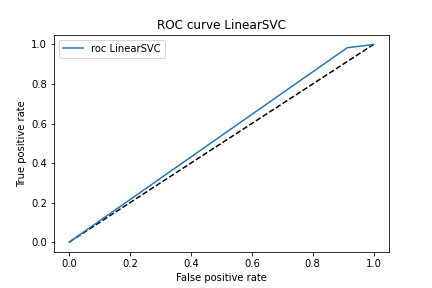 ROC curve LinearSVC
roc LinearSVC
True positive rate
1.0
0.8
0.6
0.4
0.2
0.0
0.0 0.2 0.4 0.6 0.8 1.0
False positive rate